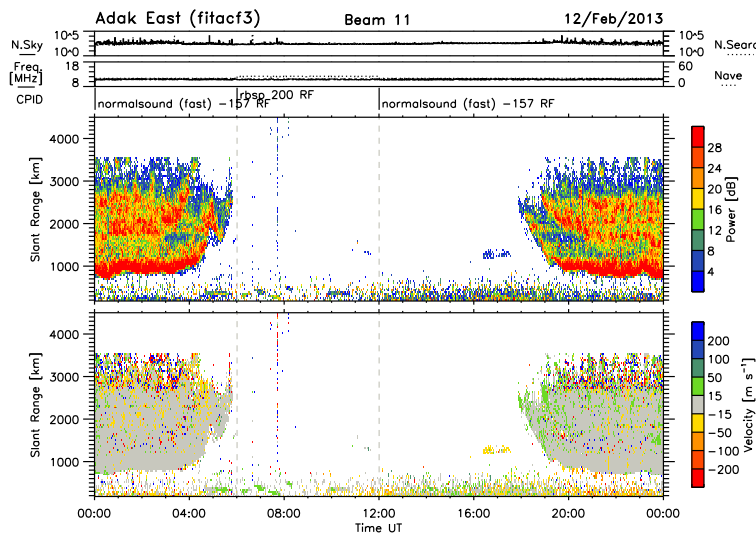 Adak East (fitacf3) Beam 11 12/Feb/2013
N.Sky 10^5 10^0 10^5 10^0 N.Searc
Freq. [MHz] 18 8 60 0 Nave
CPID normalsound (fast) -157 RF rbsp 200 RF normalsound (fast) -157 RF
Slant Range [km] 4000 3000 2000 1000
Power [dB] 28 24 20 16 12 8 4
Slant Range [km] 4000 3000 2000 1000
Velocity [m s^-1] 200 100 50 15 -15 -50 -100 -200
00:00 04:00 08:00 12:00 16:00 20:00 00:00
Time UT